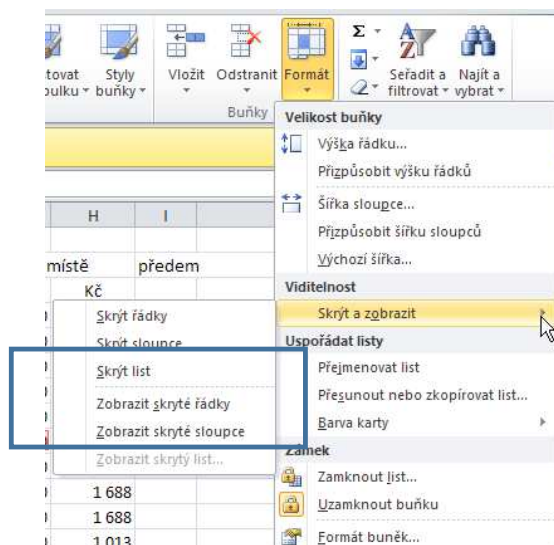 tovat Styly Vložit Odstranit Formát Σ Seřadit a Najít a
pulku buňky filtrovat vybrat
Buňky
Velikost buňky
Výška řádku...
Přizpůsobit výšku řádků
Šířka sloupce...
Přizpůsobit šířku sloupců
Výchozí šířka...
Viditelnost
Skrýt a zobrazit
Uspořádat listy
Přejmenovat list
Přesunout nebo zkopírovat list...
Barva karty
Zámek
Zamknout list...
Uzamknout buňku
Formát buněk...
H I
místě předem
Kč
Skrýt řádky
Skrýt sloupce
Skrýt list
Zobrazit skryté řádky
Zobrazit skryté sloupce
Zobrazit skrytý list...
1 688
1 688
1 013